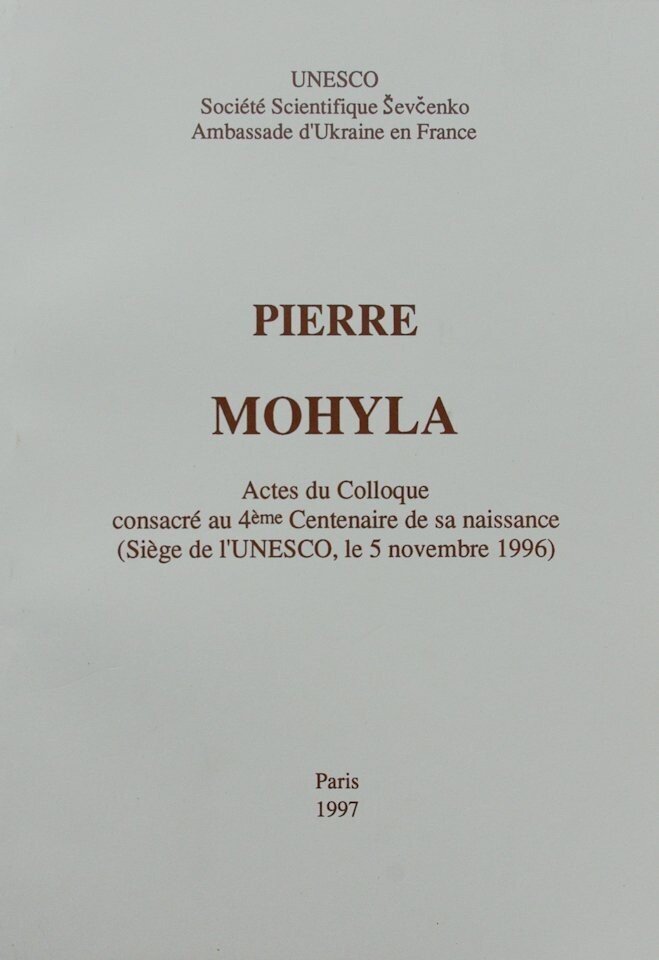 UNESCO
Société Scientifique Ševčenko
Ambassade d'Ukraine en France
PIERRE
MOHYLA
Actes du Colloque
consacré au 4ème Centenaire de sa naissance
(Siège de l'UNESCO, le 5 novembre 1996)
Paris
1997